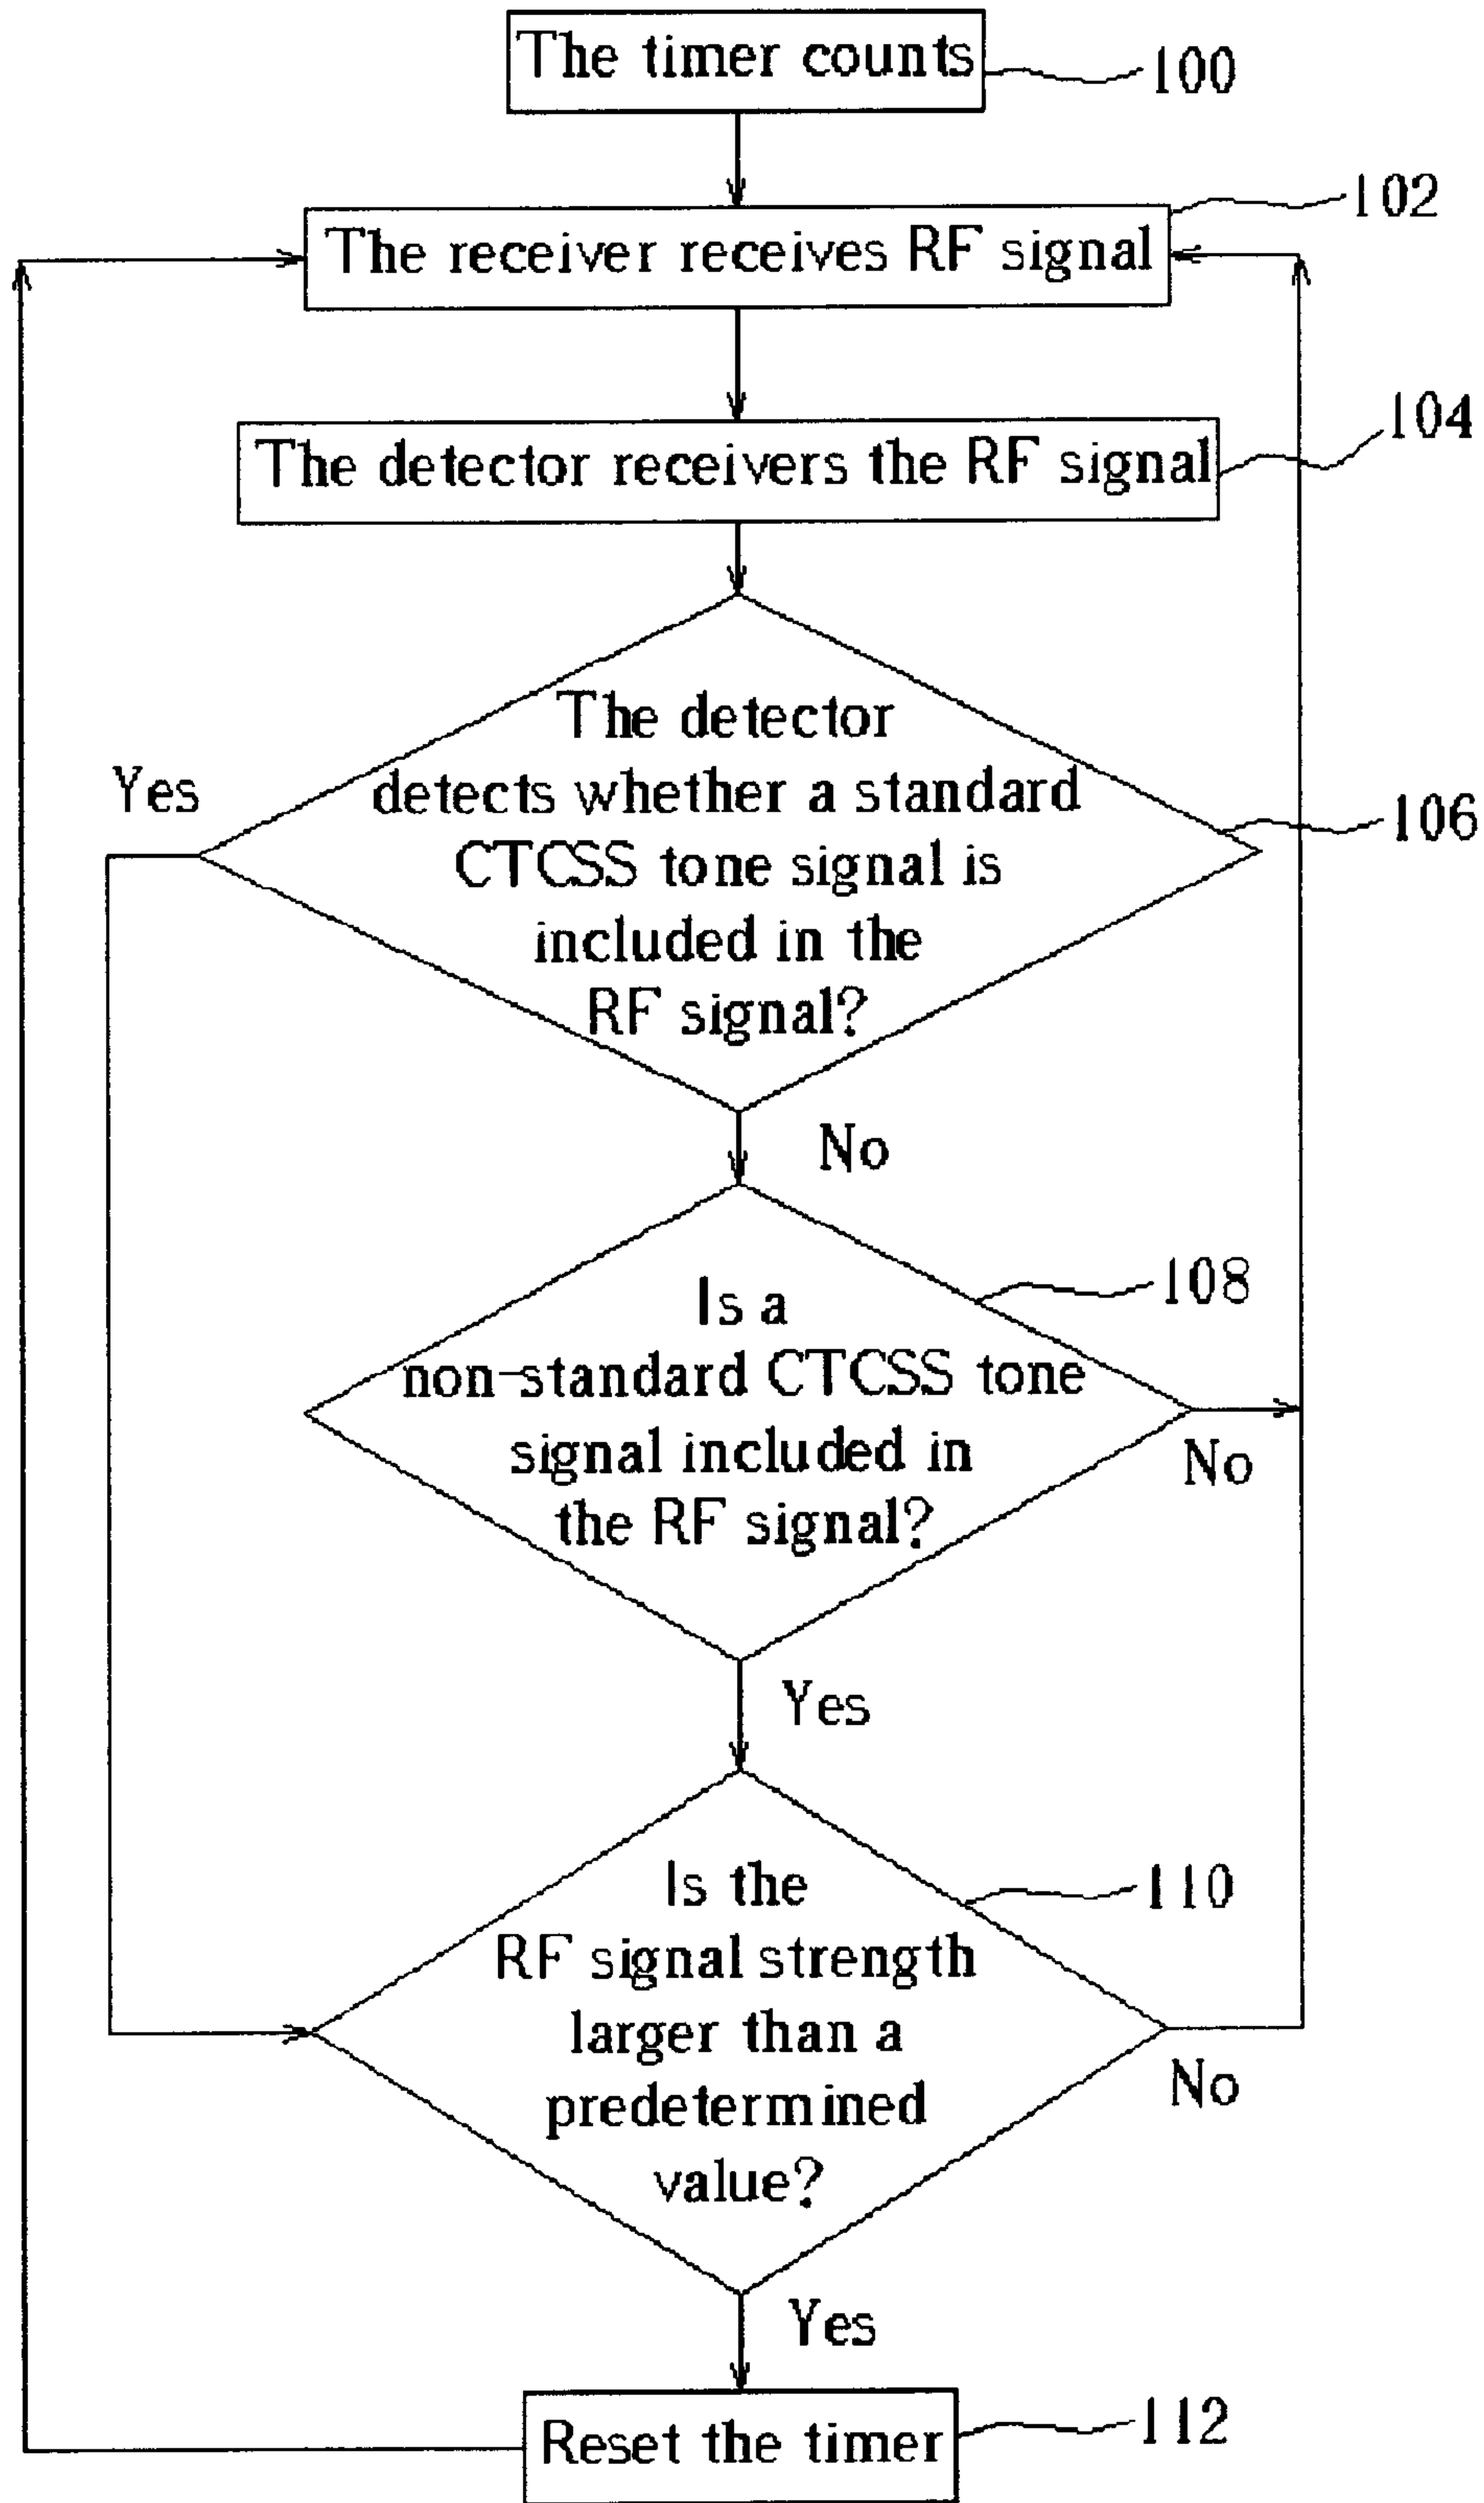 The timer counts
100
102
The receiver receives RF signal
104
The detector receivers the RF signal
The detector
Yes
detects whether a standard
106
CTCSS tone signal is
included in the
RF signal?
No
108
Is a
non-standard CTCSS tone
signal included in
No
the RF signal?
Yes
110
Is the
RF signal strength
larger than a
No
predetermined
value?
Yes
112
Reset the timer